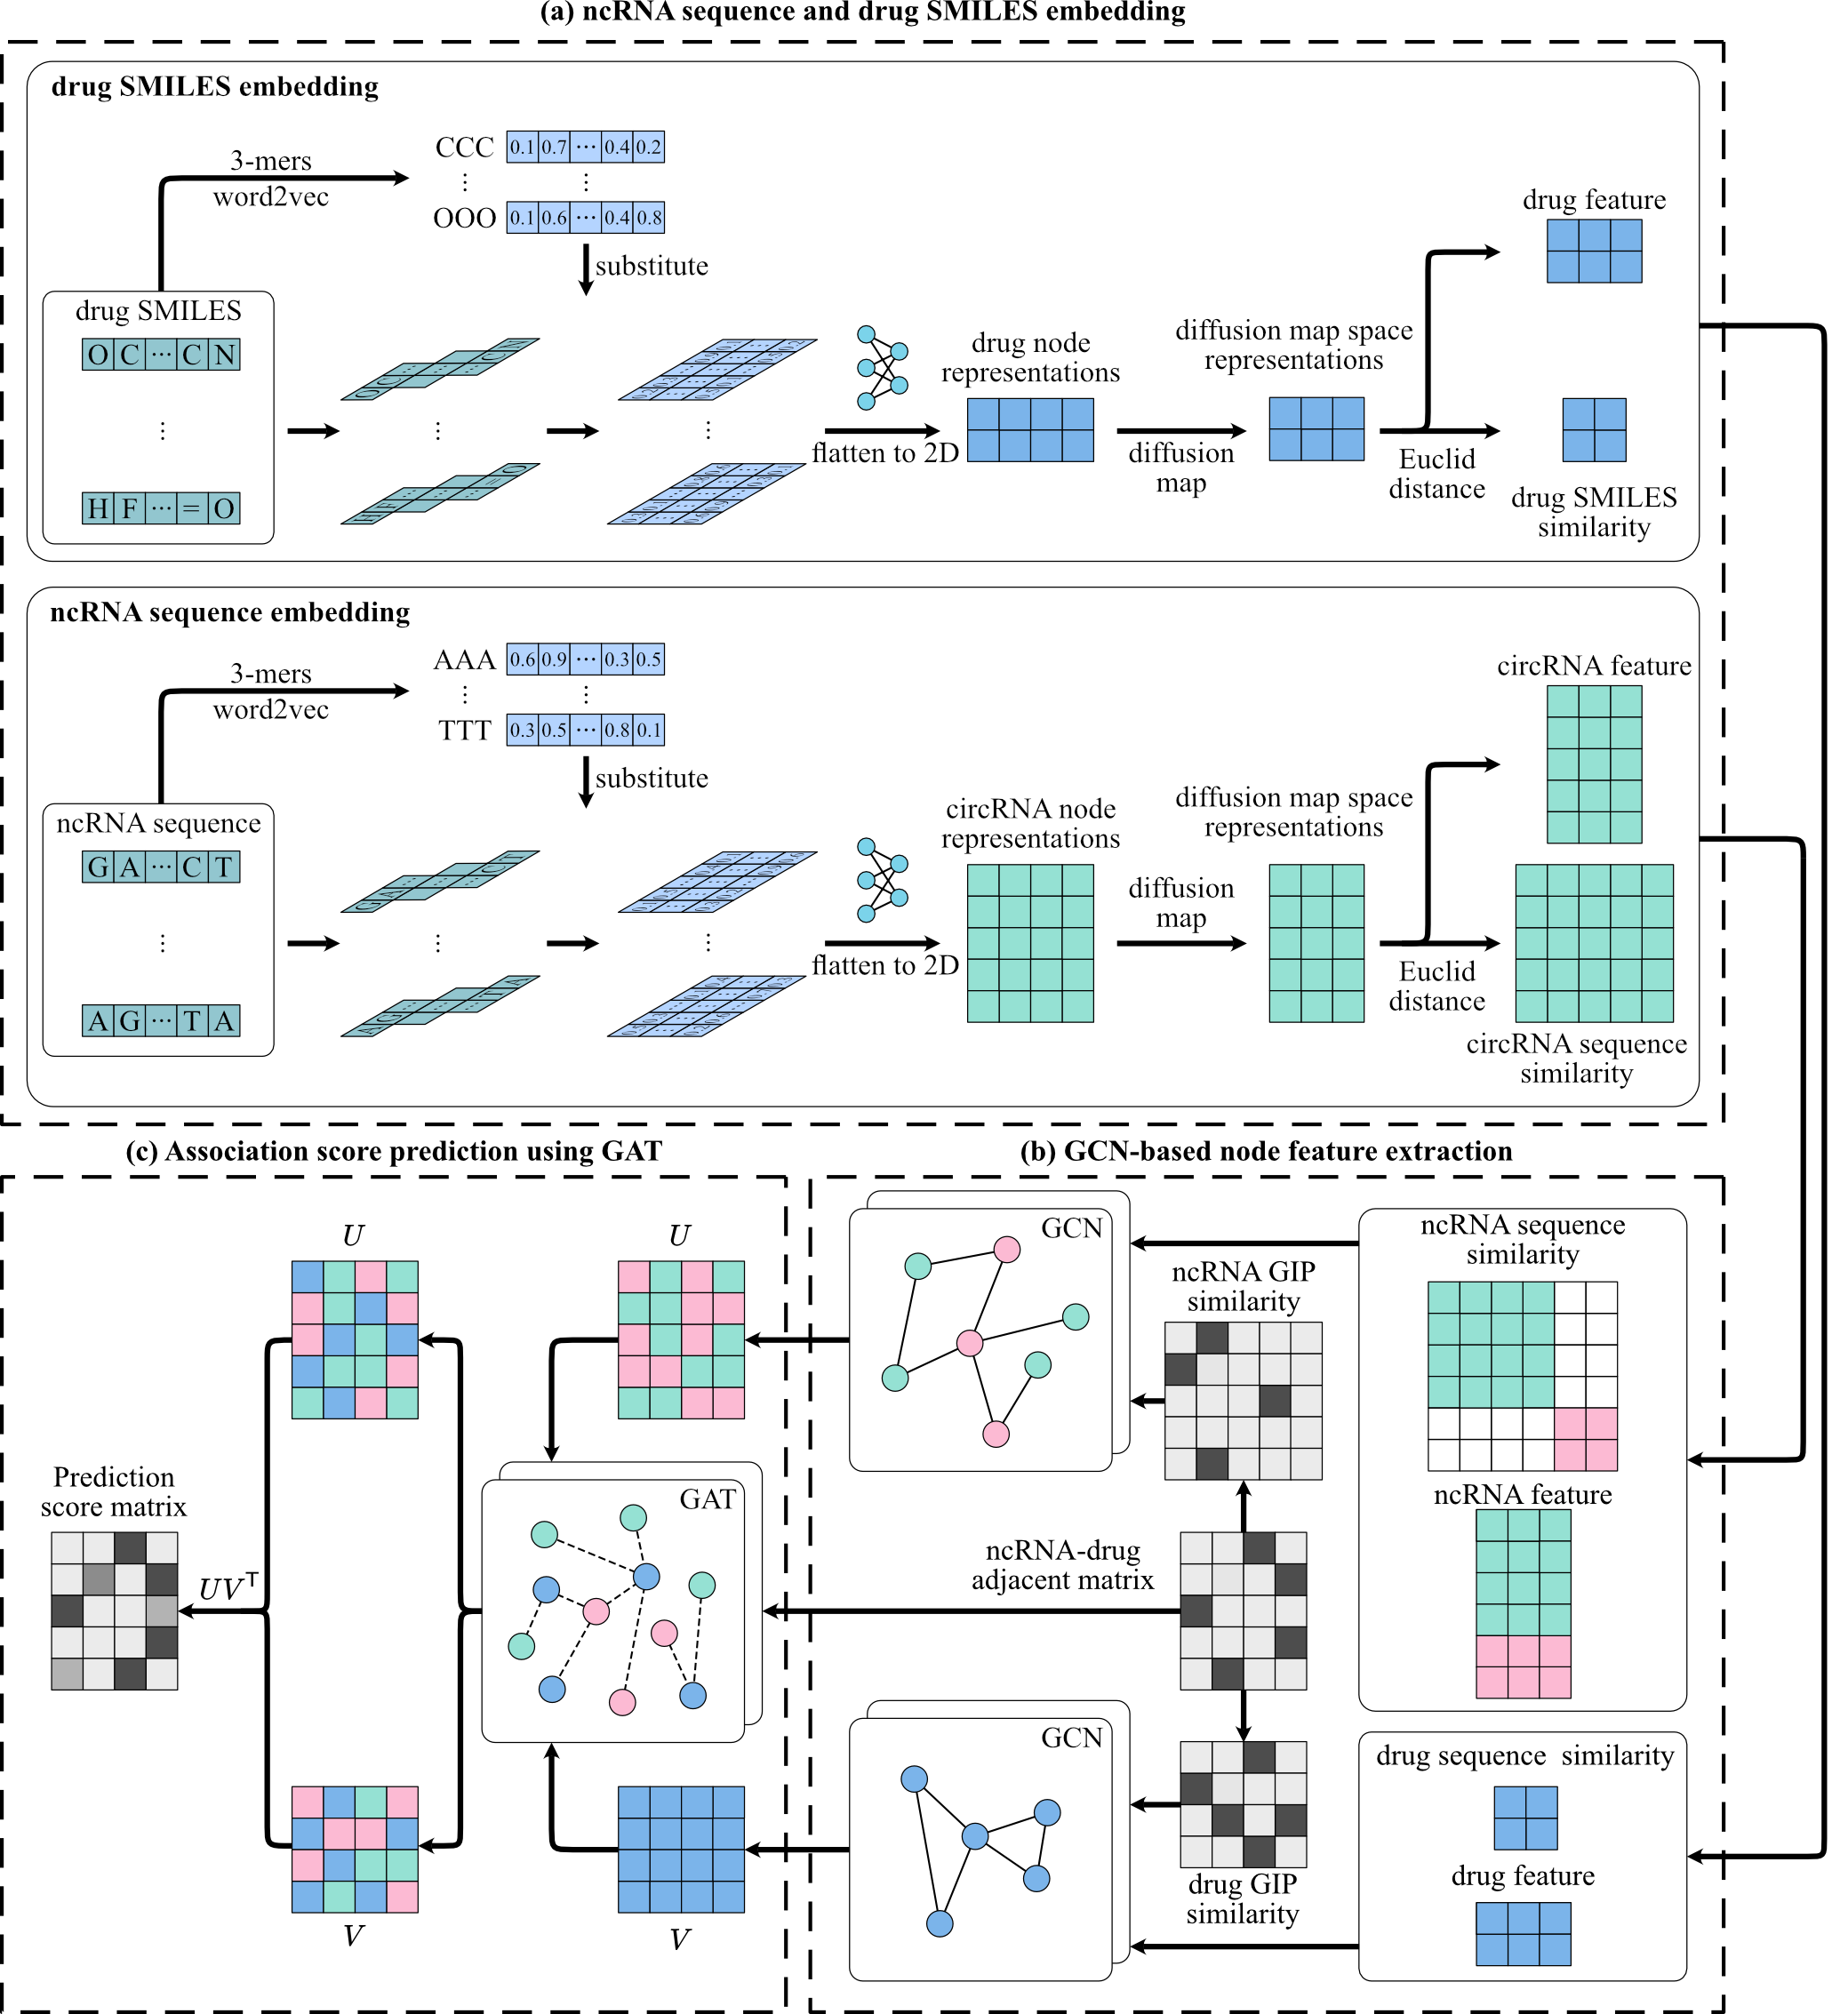 (a) ncRNA sequence and drug SMILES embedding
drug SMILES embedding
3-mers
word2vec
CCC 0.1 0.7 ··· 0.4 0.2
⋮ ⋮
OOO 0.1 0.6 ··· 0.4 0.8
substitute
drug SMILES
O C ··· C N
⋮
H F ··· = O
⋮
⋮
flatten to 2D
drug node
representations
diffusion
map
diffusion map space
representations
Euclid
distance
drug feature
drug SMILES
similarity
ncRNA sequence embedding
3-mers
word2vec
AAA 0.6 0.9 ··· 0.3 0.5
⋮ ⋮
TTT 0.3 0.5 ··· 0.8 0.1
substitute
ncRNA sequence
G A ··· C T
⋮
A G ··· T A
⋮
⋮
flatten to 2D
circRNA node
representations
diffusion
map
diffusion map space
representations
Euclid
distance
circRNA feature
circRNA sequence
similarity
(c) Association score prediction using GAT
U
U
Prediction
score matrix
UV⊤
GAT
V
V
(b) GCN-based node feature extraction
GCN
ncRNA GIP
similarity
ncRNA sequence
similarity
ncRNA feature
ncRNA-drug
adjacent matrix
GCN
drug GIP
similarity
drug sequence similarity
drug feature